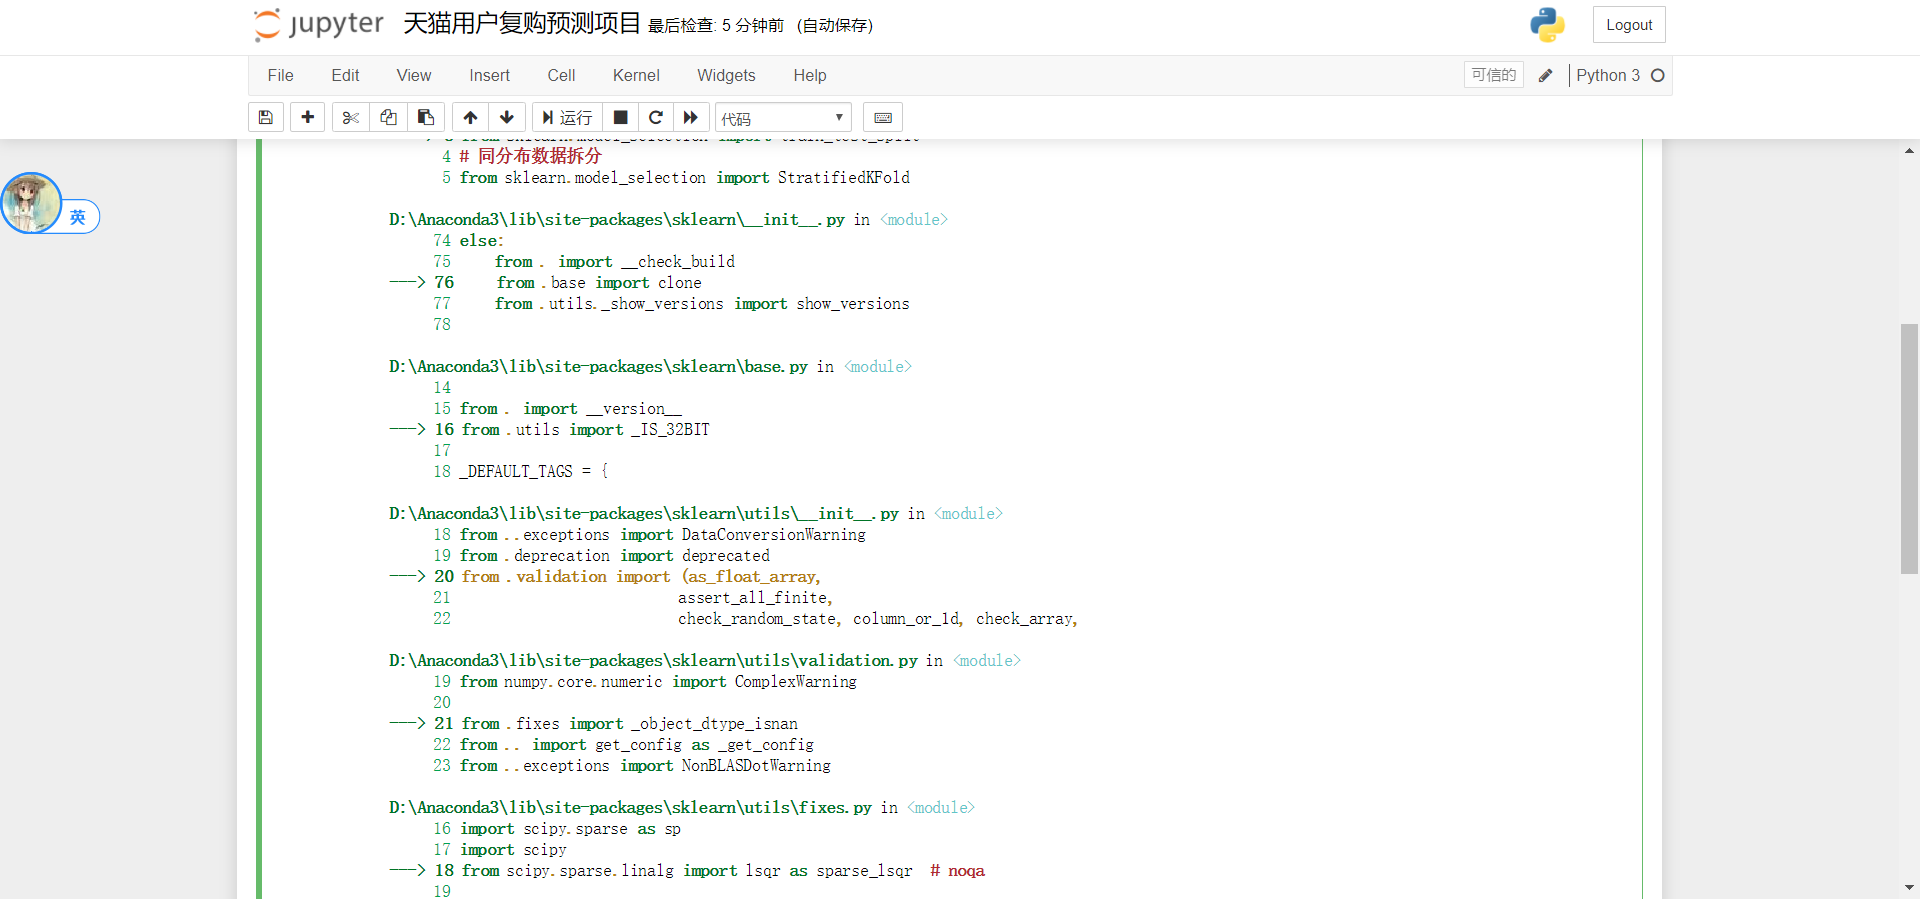 jupyter 天猫用户复购预测项目 最后检查: 5 分钟前 (自动保存) Logout
File Edit View Insert Cell Kernel Widgets Help 可信的 Python 3
运行 代码
3 from sklearn.model_selection import train_test_split
4 # 同分布数据拆分
5 from sklearn.model_selection import StratifiedKFold
英
D:\Anaconda3\lib\site-packages\sklearn\__init__.py in <module>
74 else:
75     from . import __check_build
---> 76     from .base import clone
77     from .utils._show_versions import show_versions
78
D:\Anaconda3\lib\site-packages\sklearn\base.py in <module>
14
15 from . import __version__
---> 16 from .utils import _IS_32BIT
17
18 _DEFAULT_TAGS = {
D:\Anaconda3\lib\site-packages\sklearn\utils\__init__.py in <module>
18 from ..exceptions import DataConversionWarning
19 from .deprecation import deprecated
---> 20 from .validation import (as_float_array,
21                          assert_all_finite,
22                          check_random_state, column_or_1d, check_array,
D:\Anaconda3\lib\site-packages\sklearn\utils\validation.py in <module>
19 from numpy.core.numeric import ComplexWarning
20
---> 21 from .fixes import _object_dtype_isnan
22 from .. import get_config as _get_config
23 from ..exceptions import NonBLASDotWarning
D:\Anaconda3\lib\site-packages\sklearn\utils\fixes.py in <module>
16 import scipy.sparse as sp
17 import scipy
---> 18 from scipy.sparse.linalg import lsqr as sparse_lsqr  # noqa
19